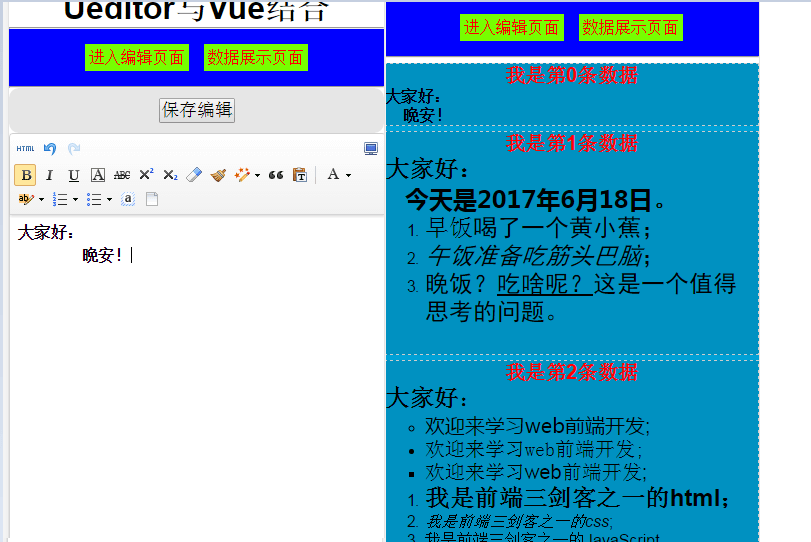 Ueditor与Vue结合
进入编辑页面 数据展示页面
保存编辑
HTML
B I U A ABC X² X₂ “ T A
ab a
大家好：
晚安！
进入编辑页面 数据展示页面
我是第0条数据
大家好：
晚安！
我是第1条数据
大家好：
今天是2017年6月18日。
1. 早饭喝了一个黄小蕉；
2. 午饭准备吃筋头巴脑；
3. 晚饭？吃啥呢？这是一个值得
思考的问题。
我是第2条数据
大家好：
欢迎来学习web前端开发;
欢迎来学习web前端开发;
欢迎来学习web前端开发;
1. 我是前端三剑客之一的html；
2. 我是前端三剑客之一的css;
3. 我是前端三剑客之一的JavaScript